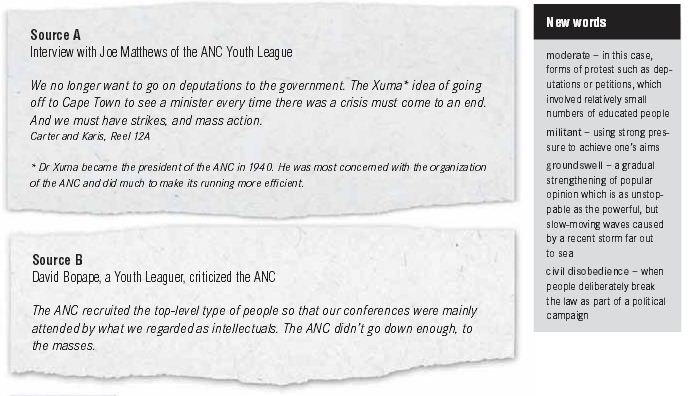 Source A
Interview with Joe Matthews of the ANC Youth League
We no longer want to go on deputations to the government. The Xuma* idea of going
off to Cape Town to see a minister every time there was a crisis must come to an end.
And we must have strikes, and mass action.
Carter and Karis, Reel 12A
* Dr Xuma became the president of the ANC in 1940. He was most concerned with the organization
of the ANC and did much to make its running more efficient.
Source B
David Bopape, a Youth Leaguer, criticized the ANC
The ANC recruited the top-level type of people so that our conferences were mainly
attended by what we regarded as intellectuals. The ANC didn't go down enough, to
the masses.
New words
moderate – in this case,
forms of protest such as dep-
utations or petitions, which
involved relatively small
numbers of educated people
militant – using strong pres-
sure to achieve one's aims
groundswell – a gradual
strengthening of popular
opinion which is as unstop-
pable as the powerful, but
slow-moving waves caused
by a recent storm far out
to sea
civil disobedience – when
people deliberately break
the law as part of a political
campaign